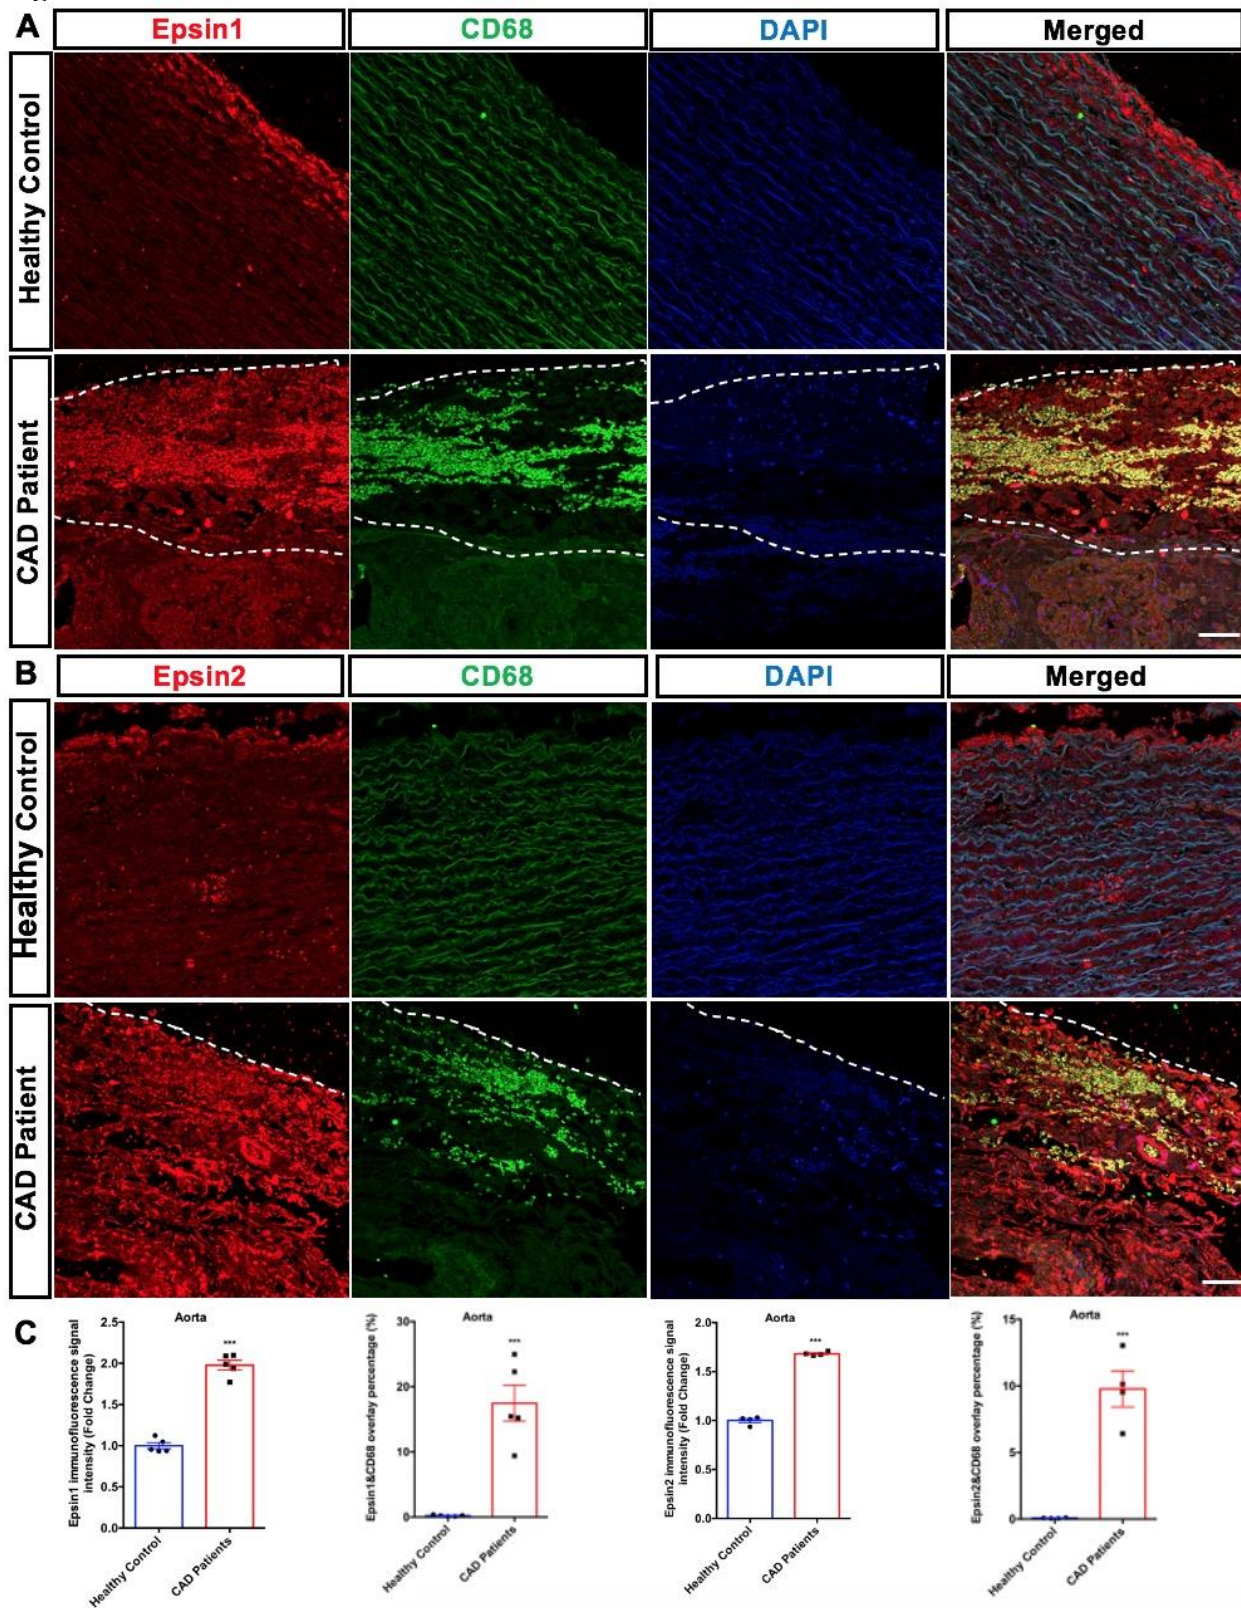 A
Epsin1 CD68 DAPI Merged
Healthy Control
CAD Patient
B
Epsin2 CD68 DAPI Merged
Healthy Control
CAD Patient
C
Aorta
Epsin1 immunofluorescence signal
intensity (Fold Change)
2.5
2.0
1.5
1.0
0.5
0.0
***
Healthy Control
CAD Patients
Aorta
Epsin1&CD68 overlay percentage (%)
30
20
10
0
***
Healthy Control
CAD Patients
Aorta
Epsin2 immunofluorescence signal
intensity (Fold Change)
2.0
1.5
1.0
0.5
0.0
***
Healthy Control
CAD Patients
Aorta
Epsin2&CD68 overlay percentage (%)
15
10
5
0
***
Healthy Control
CAD Patients